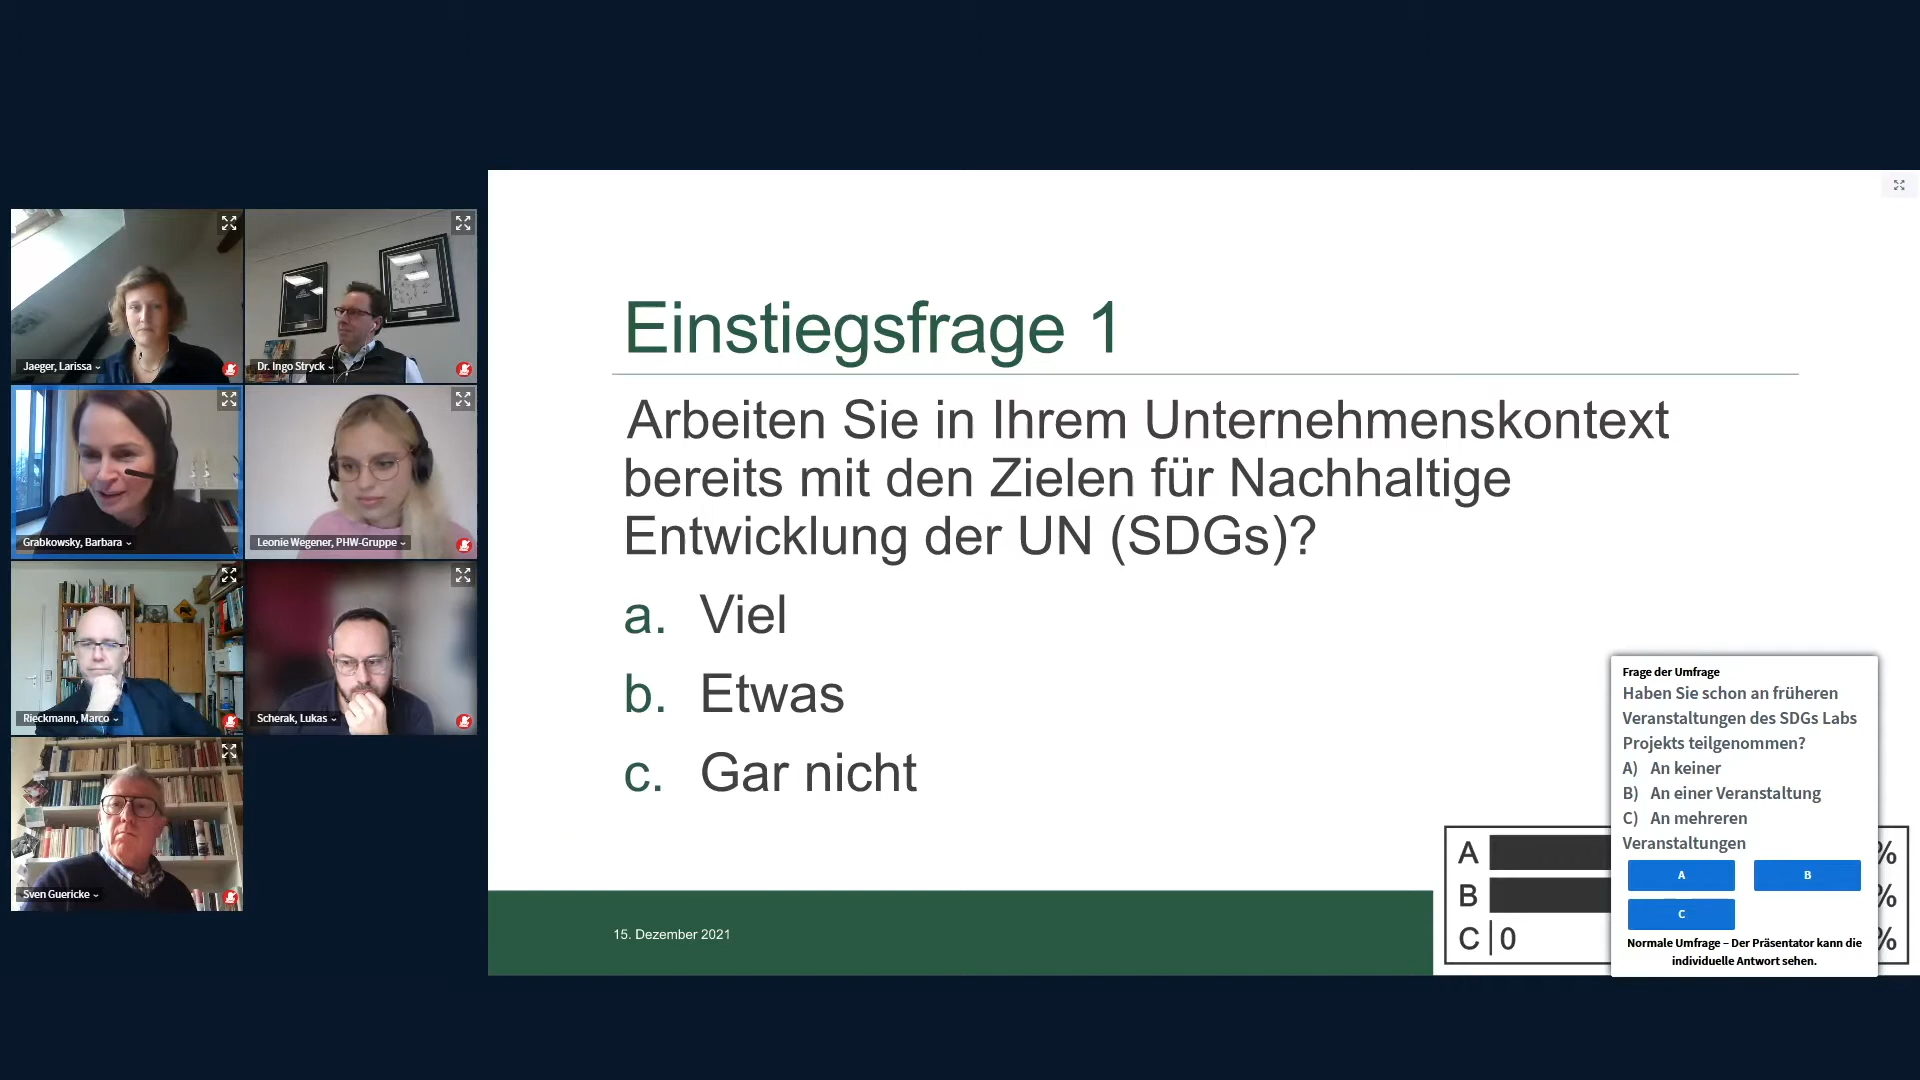 Jaeger, Larissa
Dr. Ingo Stryck
Grabkowsky, Barbara
Leonie Wegener, PHW-Gruppe
Rieckmann, Marco
Scherak, Lukas
Sven Guericke
Einstiegsfrage 1
Arbeiten Sie in Ihrem Unternehmenskontext
bereits mit den Zielen für Nachhaltige
Entwicklung der UN (SDGs)?
a. Viel
b. Etwas
c. Gar nicht
15. Dezember 2021
A %
B %
C 0 %
Frage der Umfrage
Haben Sie schon an früheren
Veranstaltungen des SDGs Labs
Projekts teilgenommen?
A) An keiner
B) An einer Veranstaltung
C) An mehreren
Veranstaltungen
A B
C
Normale Umfrage – Der Präsentator kann die
individuelle Antwort sehen.